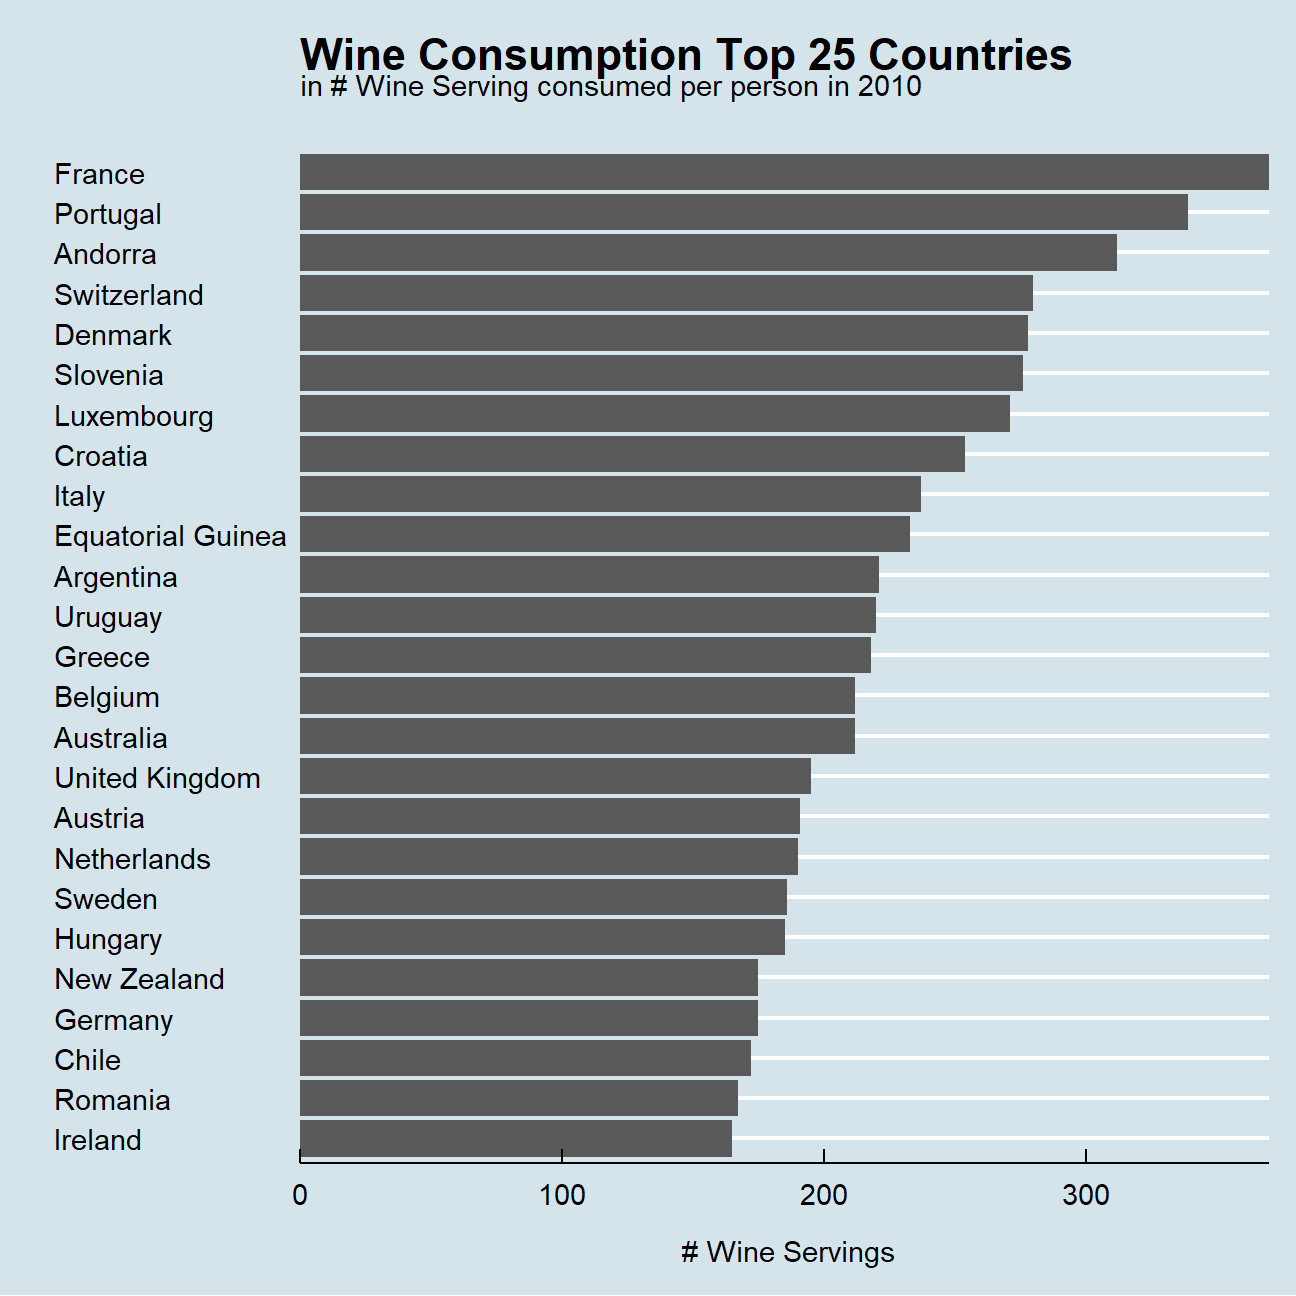 Wine Consumption Top 25 Countries
in # Wine Serving consumed per person in 2010
France
Portugal
Andorra
Switzerland
Denmark
Slovenia
Luxembourg
Croatia
Italy
Equatorial Guinea
Argentina
Uruguay
Greece
Belgium
Australia
United Kingdom
Austria
Netherlands
Sweden
Hungary
New Zealand
Germany
Chile
Romania
Ireland
0 100 200 300
# Wine Servings